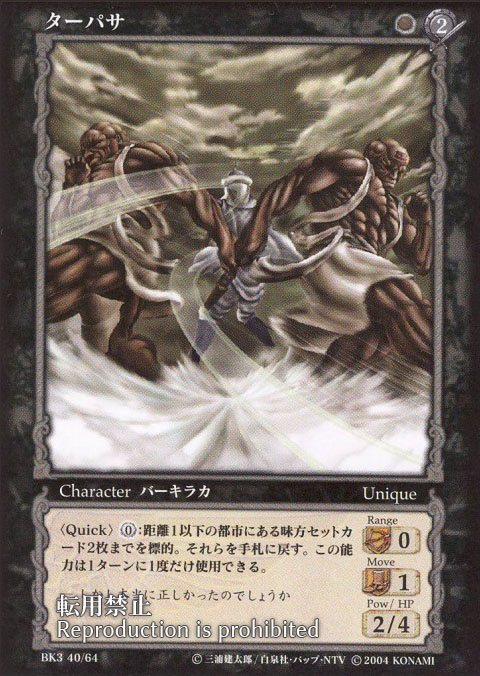 ターパサ
2
Character バーキラカ
Unique
〈Quick〉 0:距離1以下の都市にある味方セットカ
ード2枚までを標的。それらを手札に戻す。この能
力は1ターンに1度だけ使用できる。
本当に正しかったのでしょうか
Range
0
Move
1
Pow/ HP
2/4
転用禁止
Reproduction is prohibited
BK3 40/64
©三浦建太郎/白泉社・バップ・NTV ©2004 KONAMI